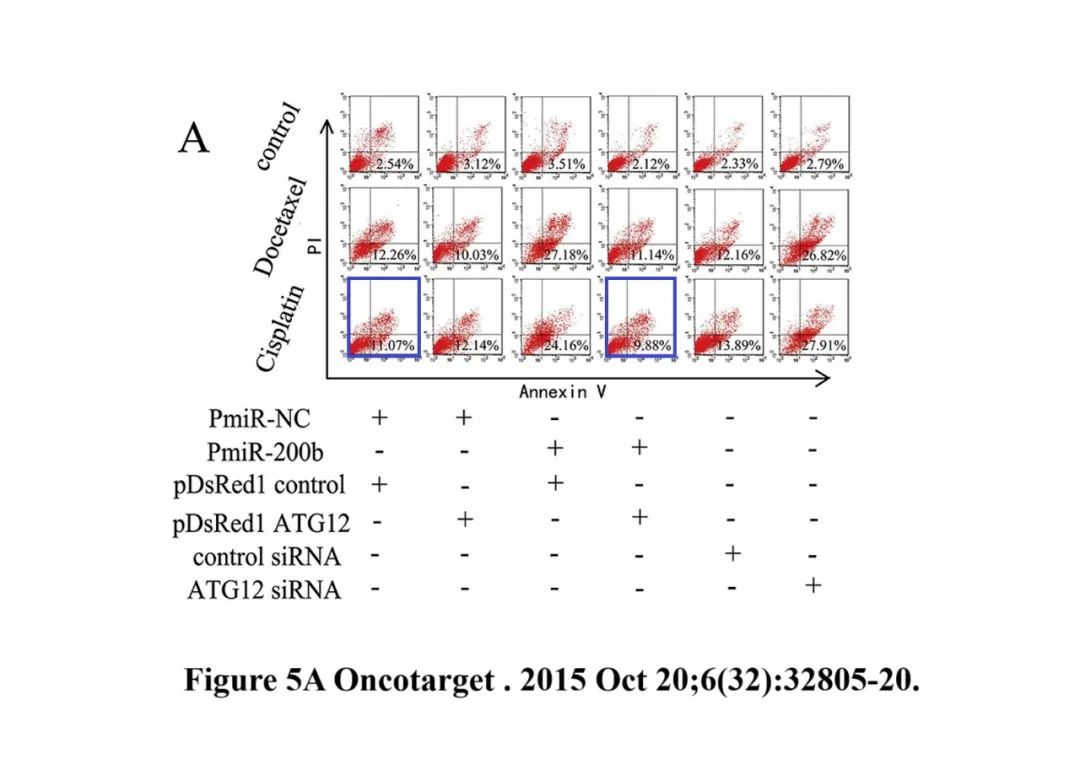 A
control
2.54% 3.12% 3.51% 2.12% 2.33% 2.79%
Docetaxel
12.26% 10.03% 27.18% 11.14% 12.16% 26.82%
PI
Cisplatin
11.07% 12.14% 24.16% 9.88% 13.89% 27.91%
Annexin V
PmiR-NC + + - - - -
PmiR-200b - - + + - -
pDsRed1 control + - + - - -
pDsRed1 ATG12 - + - + - -
control siRNA - - - - + -
ATG12 siRNA - - - - - +
Figure 5A Oncotarget . 2015 Oct 20;6(32):32805-20.